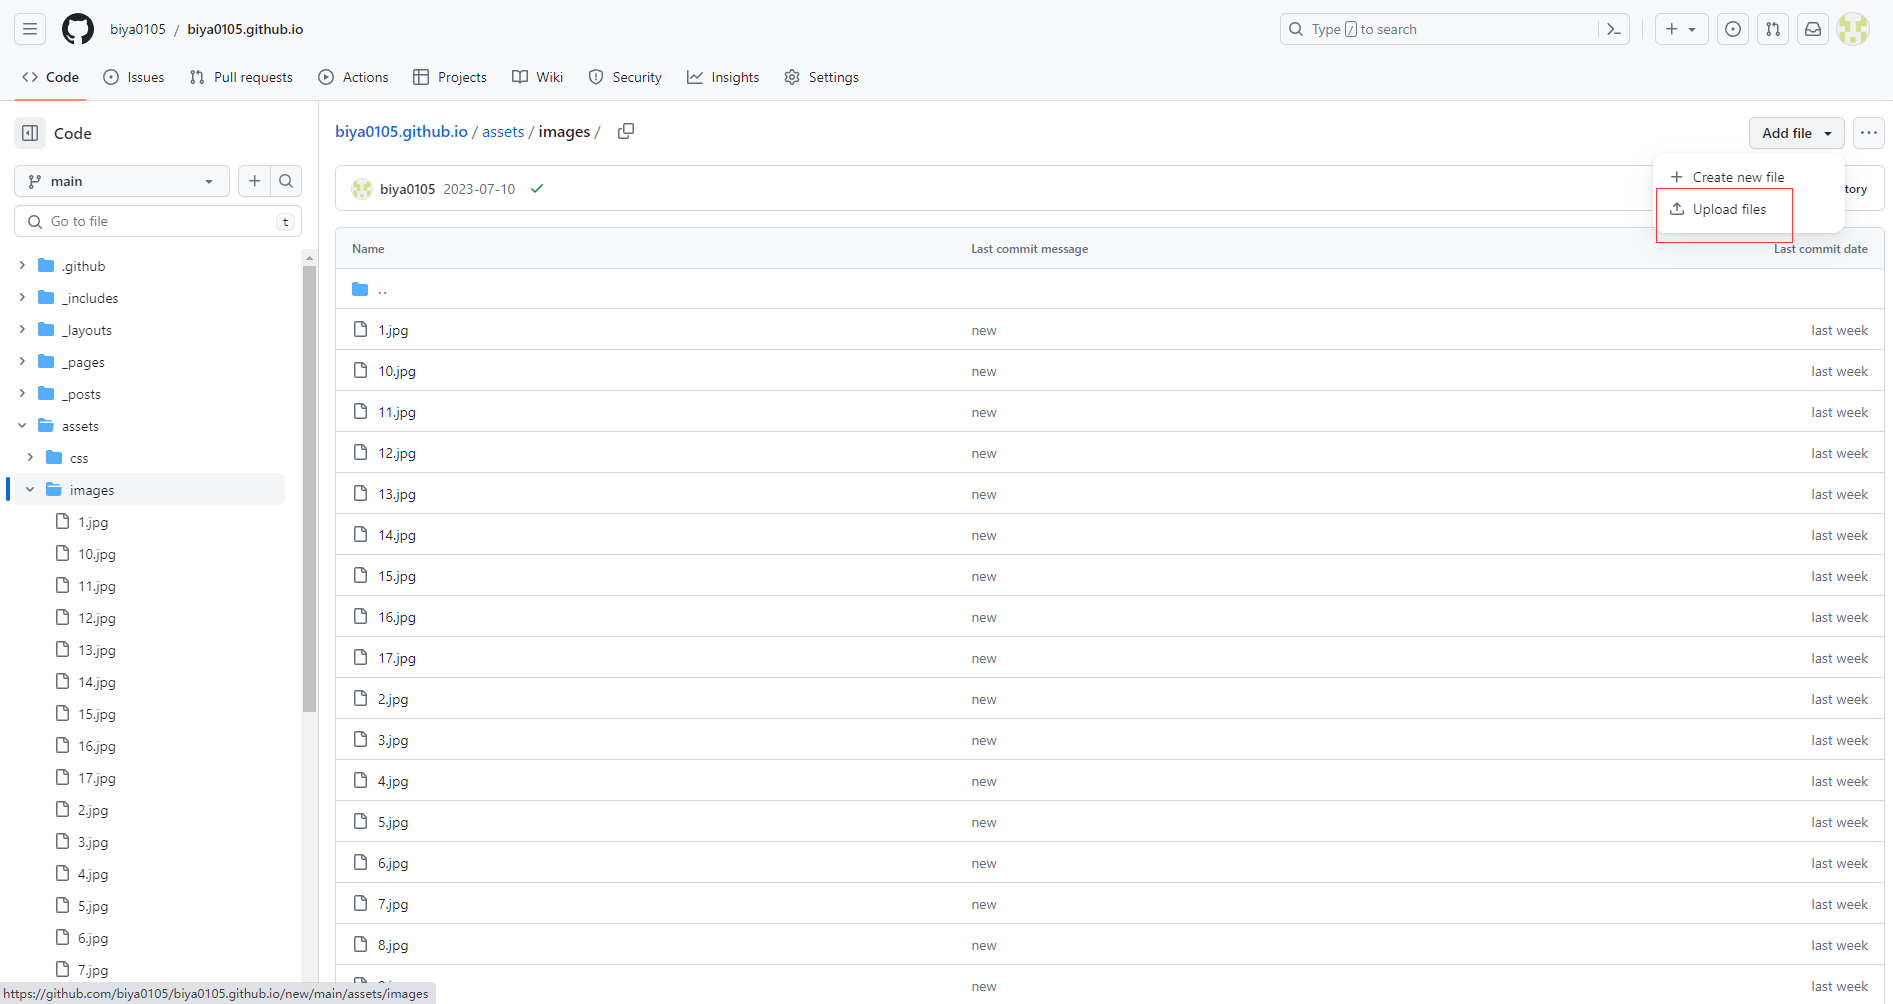 biya0105 / biya0105.github.io
Type / to search
Code
Issues
Pull requests
Actions
Projects
Wiki
Security
Insights
Settings
Code
main
Go to file
t
.github
_includes
_layouts
_pages
_posts
assets
css
images
1.jpg
10.jpg
11.jpg
12.jpg
13.jpg
14.jpg
15.jpg
16.jpg
17.jpg
2.jpg
3.jpg
4.jpg
5.jpg
6.jpg
7.jpg
biya0105.github.io / assets / images /
Add file
Create new file
Upload files
biya0105 2023-07-10
tory
Name Last commit message Last commit date
..
1.jpg new last week
10.jpg new last week
11.jpg new last week
12.jpg new last week
13.jpg new last week
14.jpg new last week
15.jpg new last week
16.jpg new last week
17.jpg new last week
2.jpg new last week
3.jpg new last week
4.jpg new last week
5.jpg new last week
6.jpg new last week
7.jpg new last week
8.jpg new last week
new last week
https://github.com/biya0105/biya0105.github.io/new/main/assets/images